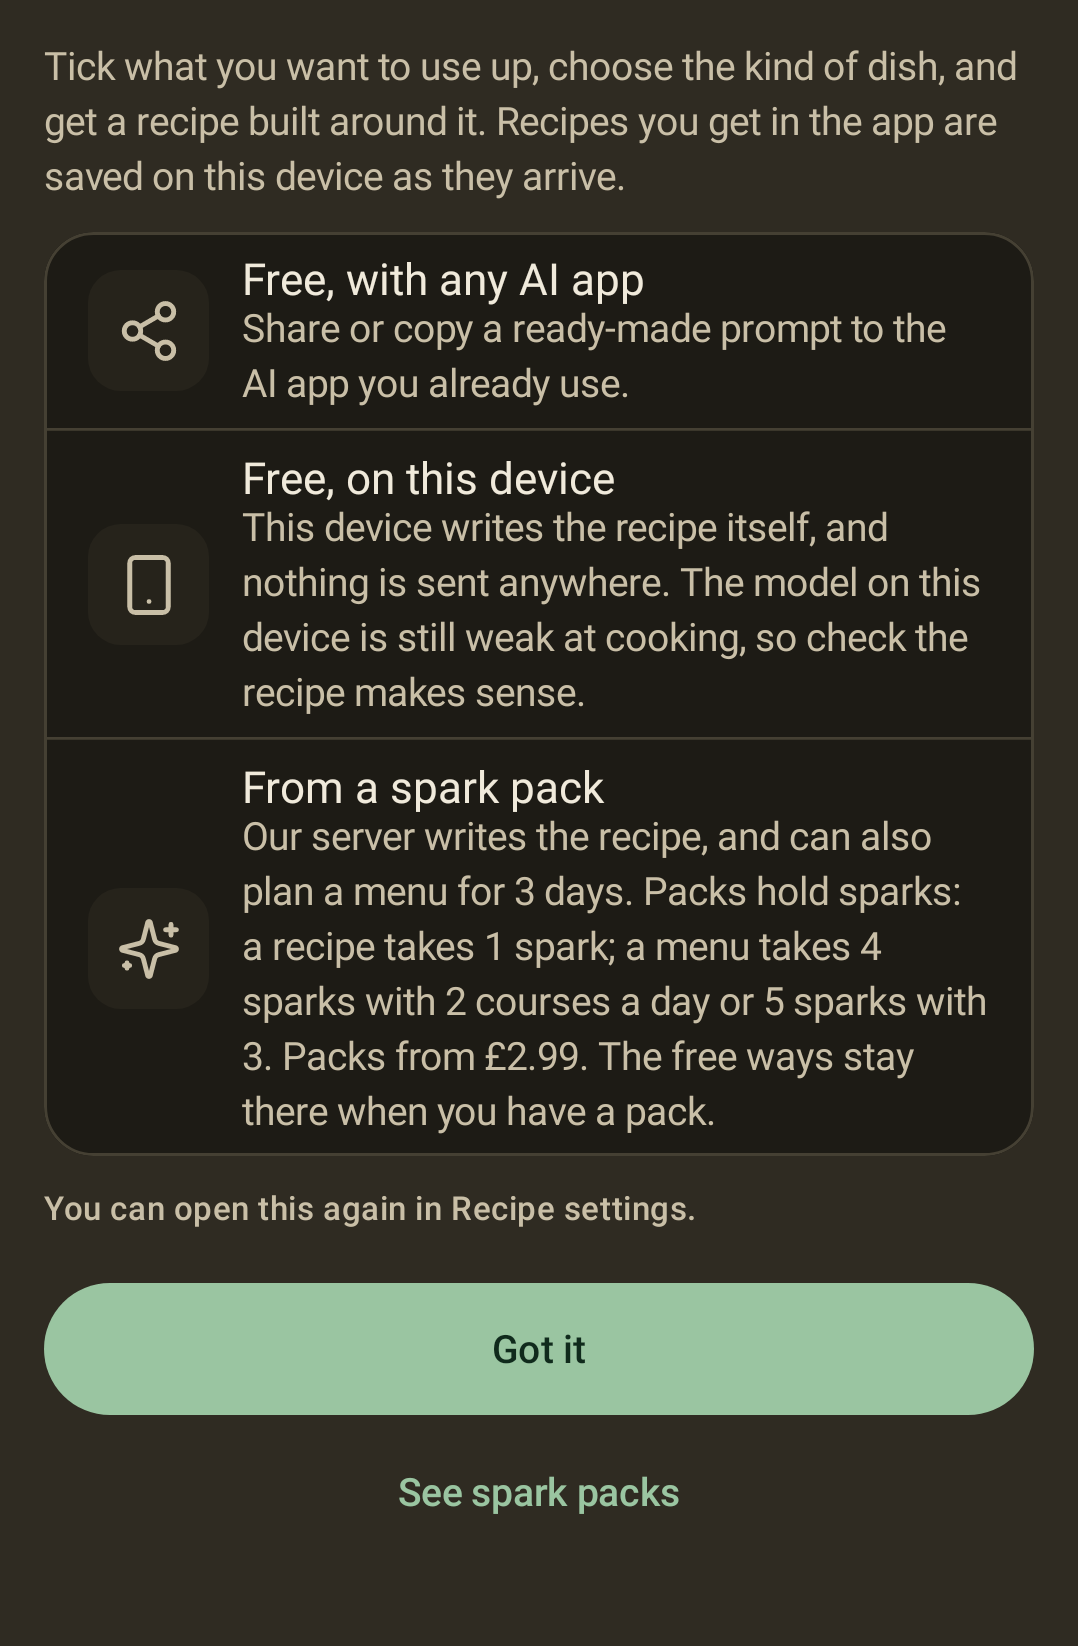 Tick what you want to use up, choose the kind of dish, and
get a recipe built around it. Recipes you get in the app are
saved on this device as they arrive.
Free, with any AI app
Share or copy a ready-made prompt to the
AI app you already use.
Free, on this device
This device writes the recipe itself, and
nothing is sent anywhere. The model on this
device is still weak at cooking, so check the
recipe makes sense.
From a spark pack
Our server writes the recipe, and can also
plan a menu for 3 days. Packs hold sparks:
a recipe takes 1 spark; a menu takes 4
sparks with 2 courses a day or 5 sparks with
3. Packs from £2.99. The free ways stay
there when you have a pack.
You can open this again in Recipe settings.
Got it
See spark packs